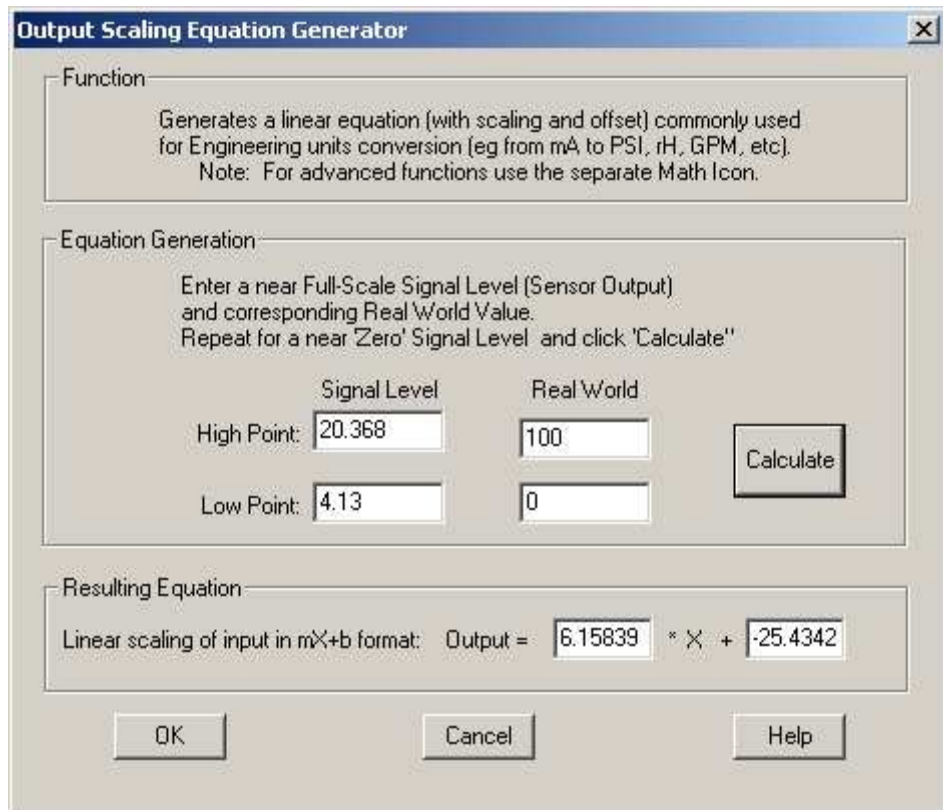 Output Scaling Equation Generator
Function
Generates a linear equation (with scaling and offset) commonly used
for Engineering units conversion (eg from mA to PSI, rH, GPM, etc).
Note: For advanced functions use the separate Math Icon.
Equation Generation
Enter a near Full-Scale Signal Level (Sensor Output)
and corresponding Real World Value.
Repeat for a near 'Zero' Signal Level and click 'Calculate"
Signal Level Real World
High Point: 20.368 100
Calculate
Low Point: 4.13 0
Resulting Equation
Linear scaling of input in mX+b format: Output = 6.15839 * X + -25.4342
OK Cancel Help